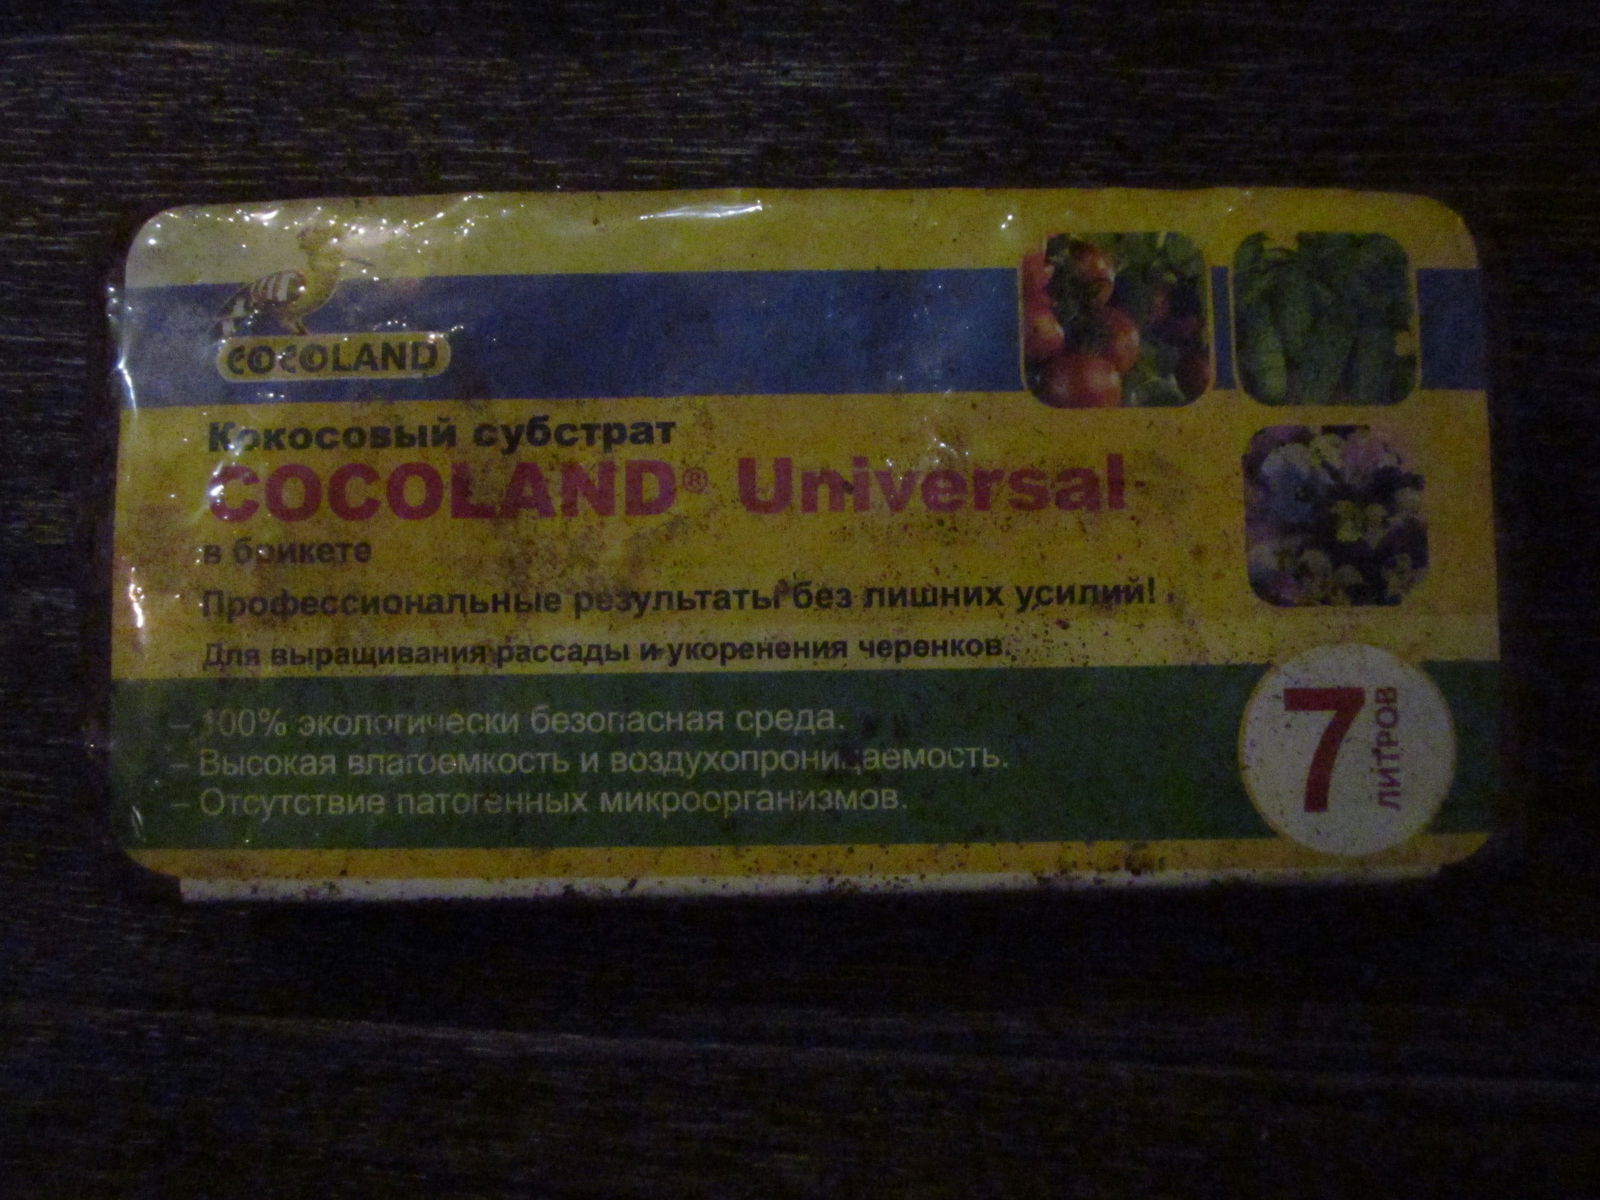 COCOLAND
Кокосовый субстрат
COCOLAND® Universal
в брикете
Профессиональные результаты без лишних усилий!
Для выращивания рассады и укоренения черенков.
– 100% экологически безопасная среда.
– Высокая влагоемкость и воздухопроницаемость.
– Отсутствие патогенных микроорганизмов.
7
ЛИТРОВ